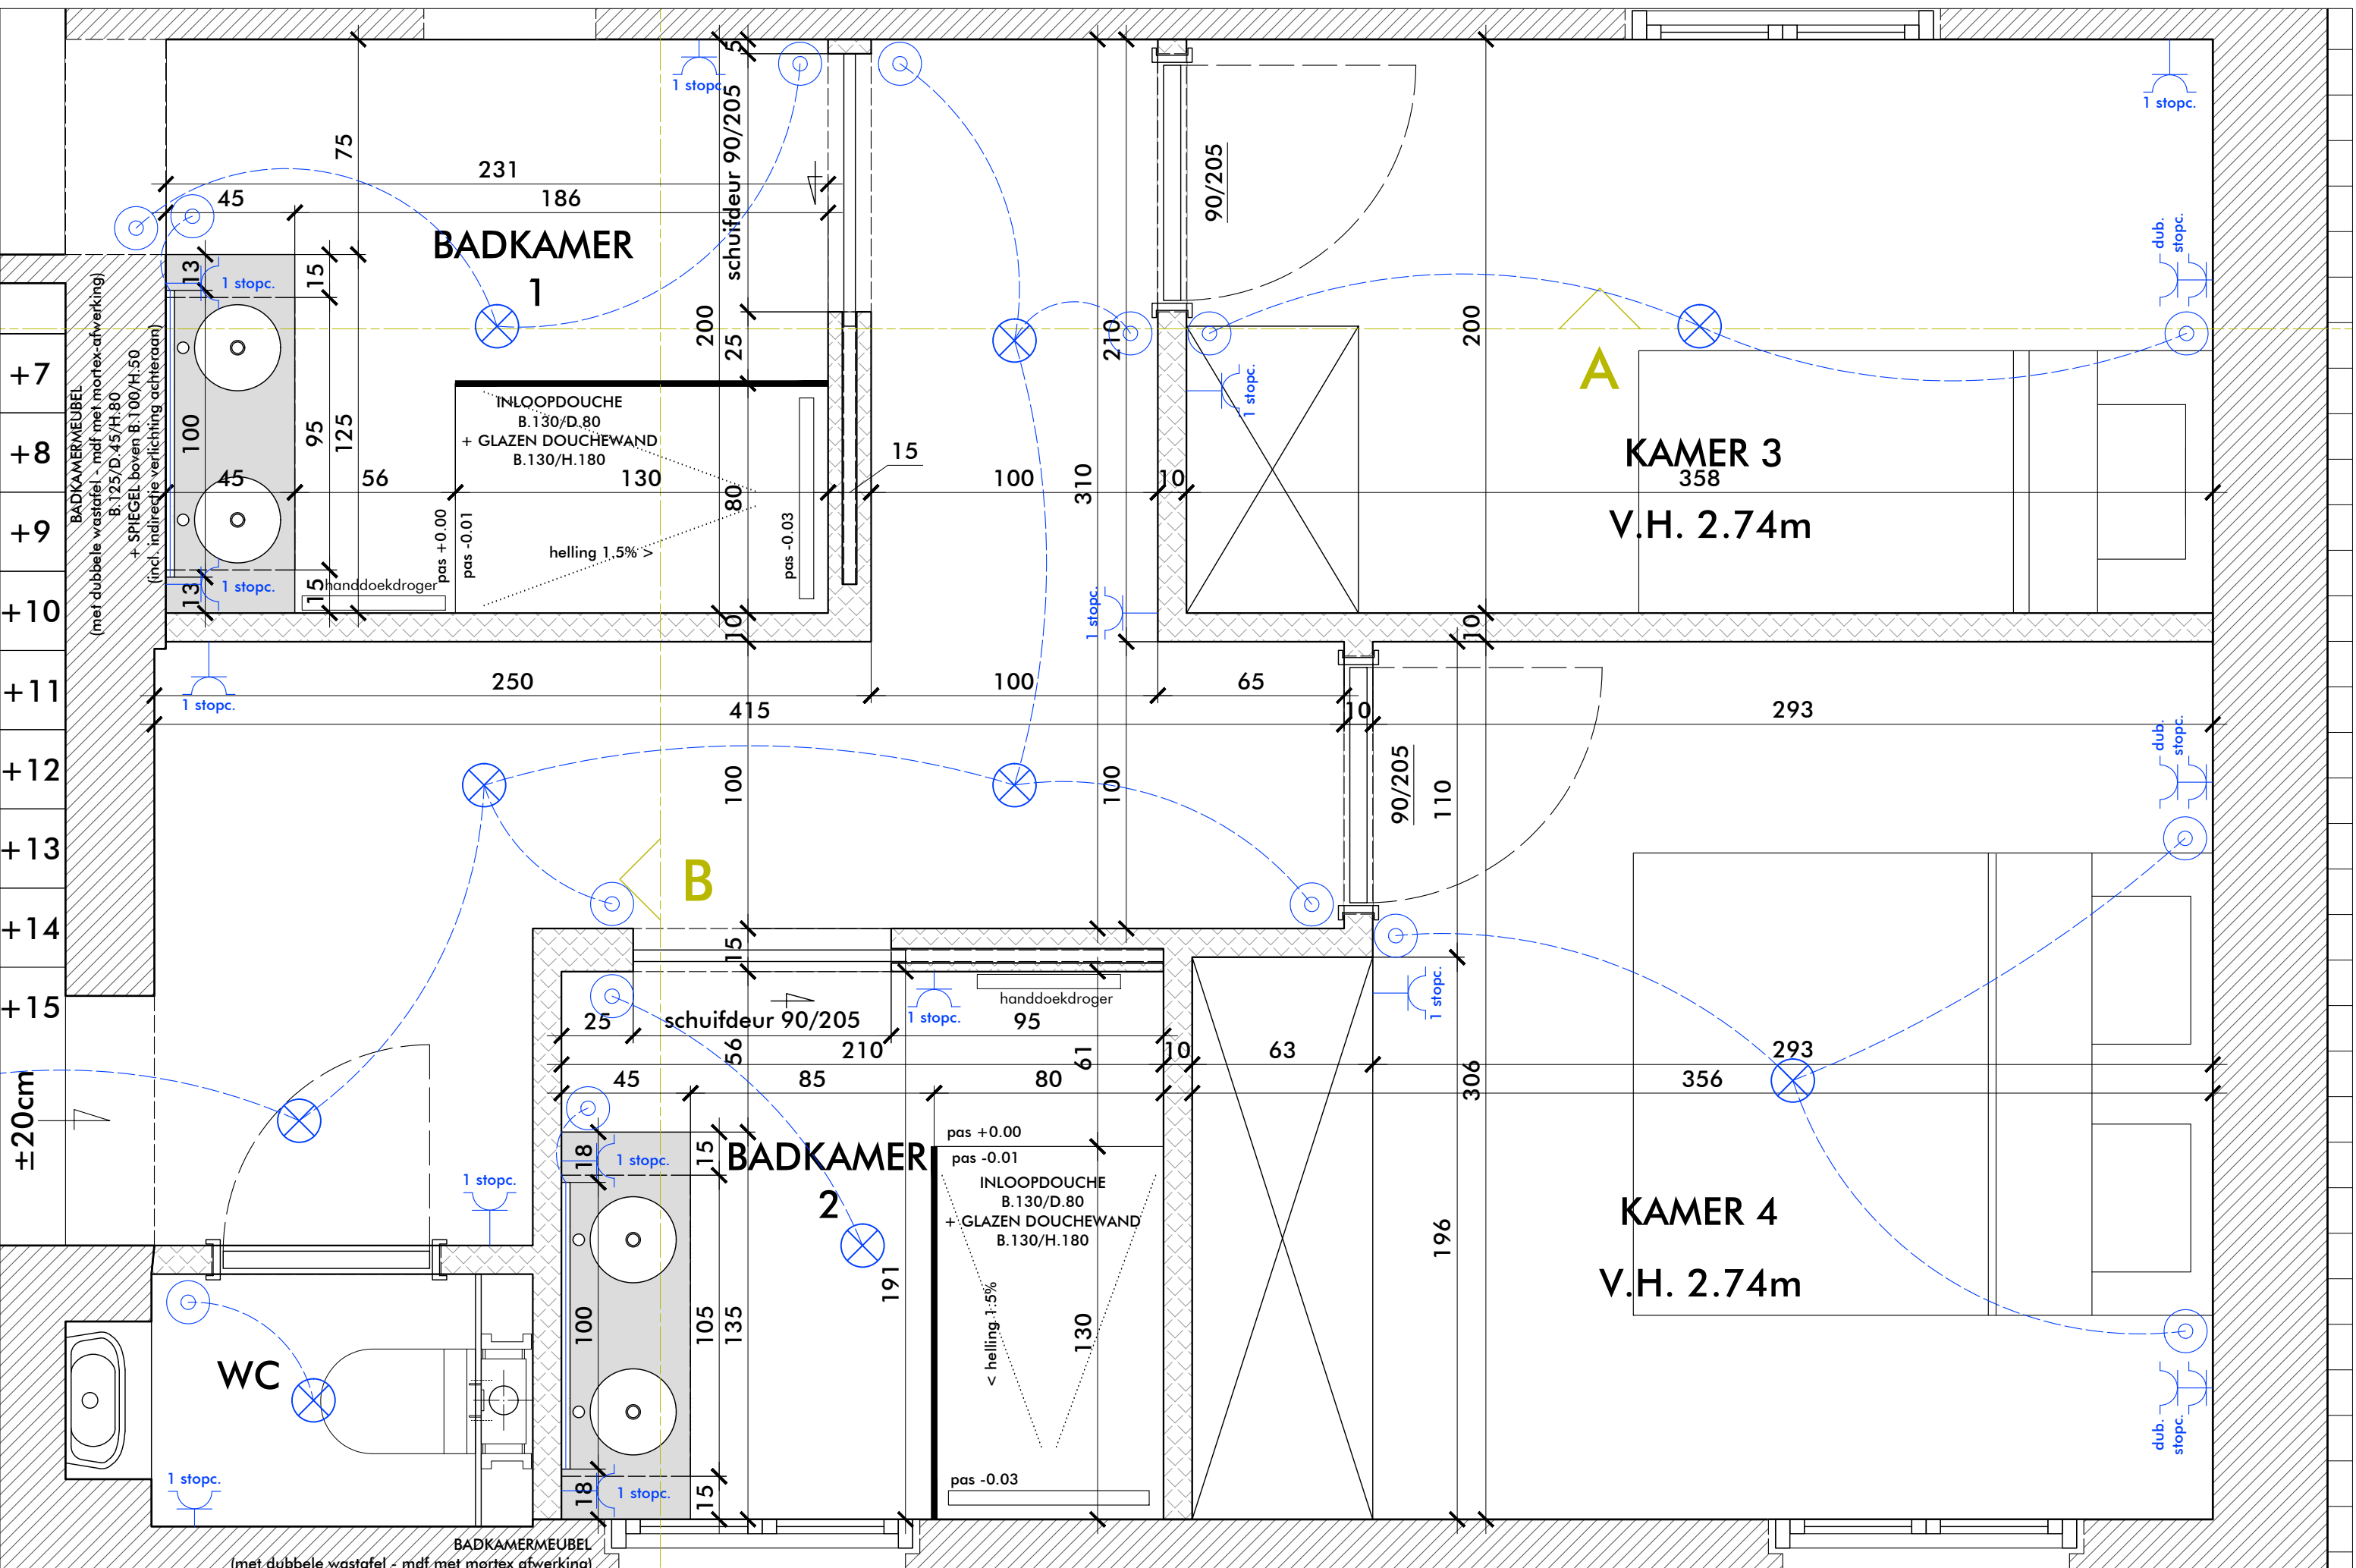 5
1 stopc.
1 stopc.
75
schuifdeur 90/205
231
45
186
90/205
dub.
stopc.
BADKAMER
1
13
1 stopc.
15
200
25
210
200
A
1 stopc.
+7
+8
+9
+10
+11
+12
+13
+14
+15
±20cm
BADKAMERMEUBEL
(met dubbele wastafel - mdf met mortex-afwerking)
B.125/D.45/H.80
+ SPIEGEL boven B.100/H.50
(incl. indirectie verlichting achteraan)
100
95
125
INLOOPDOUCHE
B.130/D.80
+ GLAZEN DOUCHEWAND
B.130/H.180
15
KAMER 3
45
56
130
80
100
310
10
358
V.H. 2.74m
pas +0.00
pas -0.01
helling 1.5% >
pas -0.03
13
1 stopc.
15
handdoekdroger
1 stopc.
10
10
1 stopc.
250
100
65
415
10
293
dub.
stopc.
100
100
90/205
110
B
15
handdoekdroger
1 stopc.
1 stopc.
25
schuifdeur 90/205
95
56
210
61
10
63
293
45
85
80
306
356
18
1 stopc.
15
BADKAMER
2
pas +0.00
pas -0.01
INLOOPDOUCHE
B.130/D.80
+ GLAZEN DOUCHEWAND
B.130/H.180
1 stopc.
KAMER 4
196
V.H. 2.74m
191
100
105
135
< helling 1.5%
130
WC
dub.
stopc.
1 stopc.
18
1 stopc.
15
pas -0.03
BADKAMERMEUBEL
(met dubbele wastafel - mdf met mortex afwerking)